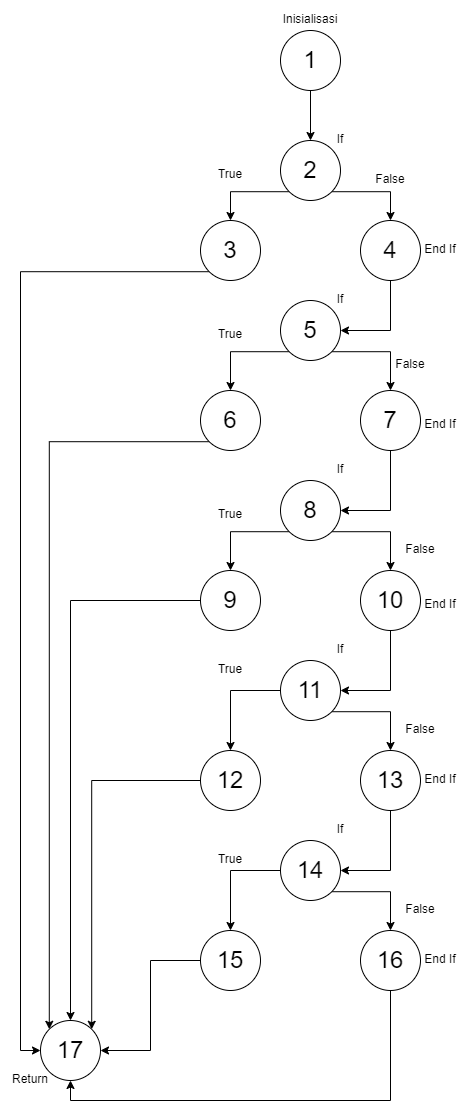 Inisialisasi
1
If
2
True
False
3
4
End If
If
5
True
False
6
7
End If
If
8
True
False
9
10
End If
If
11
True
False
12
13
End If
If
14
True
False
15
16
End If
17
Return